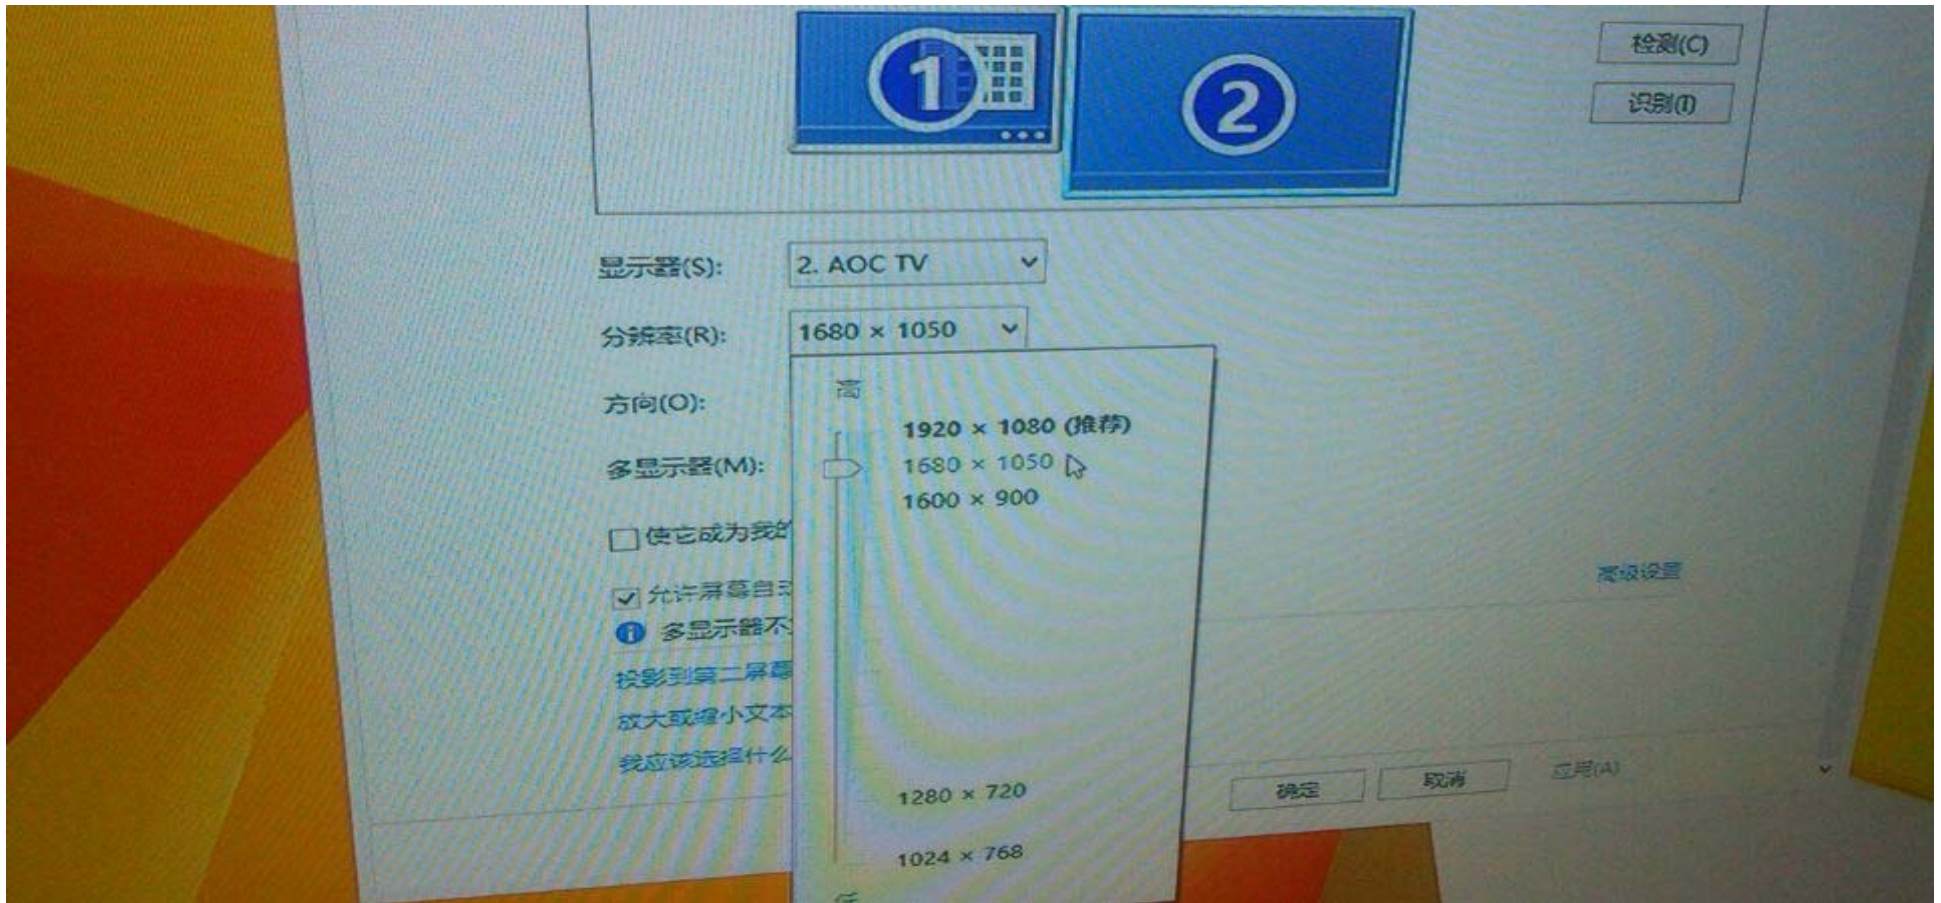 1
2
检测(C)
识别(I)
显示器(S): 2. AOC TV
分辨率(R): 1680 × 1050
方向(O):
多显示器(M):
高
1920 × 1080 (推荐)
1680 × 1050
1600 × 900
1280 × 720
1024 × 768
低
使它成为我的
允许屏幕自动
多显示器不
投影到第二屏幕
放大或缩小文本
我应该选择什么
高级设置
确定
取消
应用(A)